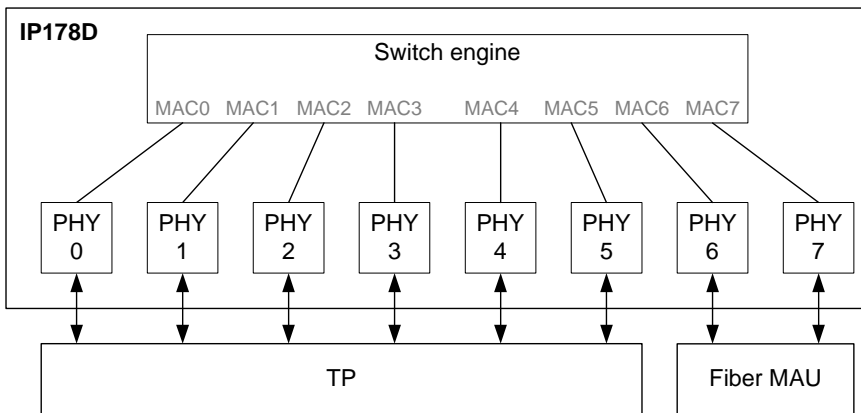 IP178D
Switch engine
MAC0 MAC1 MAC2 MAC3 MAC4 MAC5 MAC6 MAC7
PHY PHY PHY PHY PHY PHY PHY PHY
0 1 2 3 4 5 6 7
TP Fiber MAU